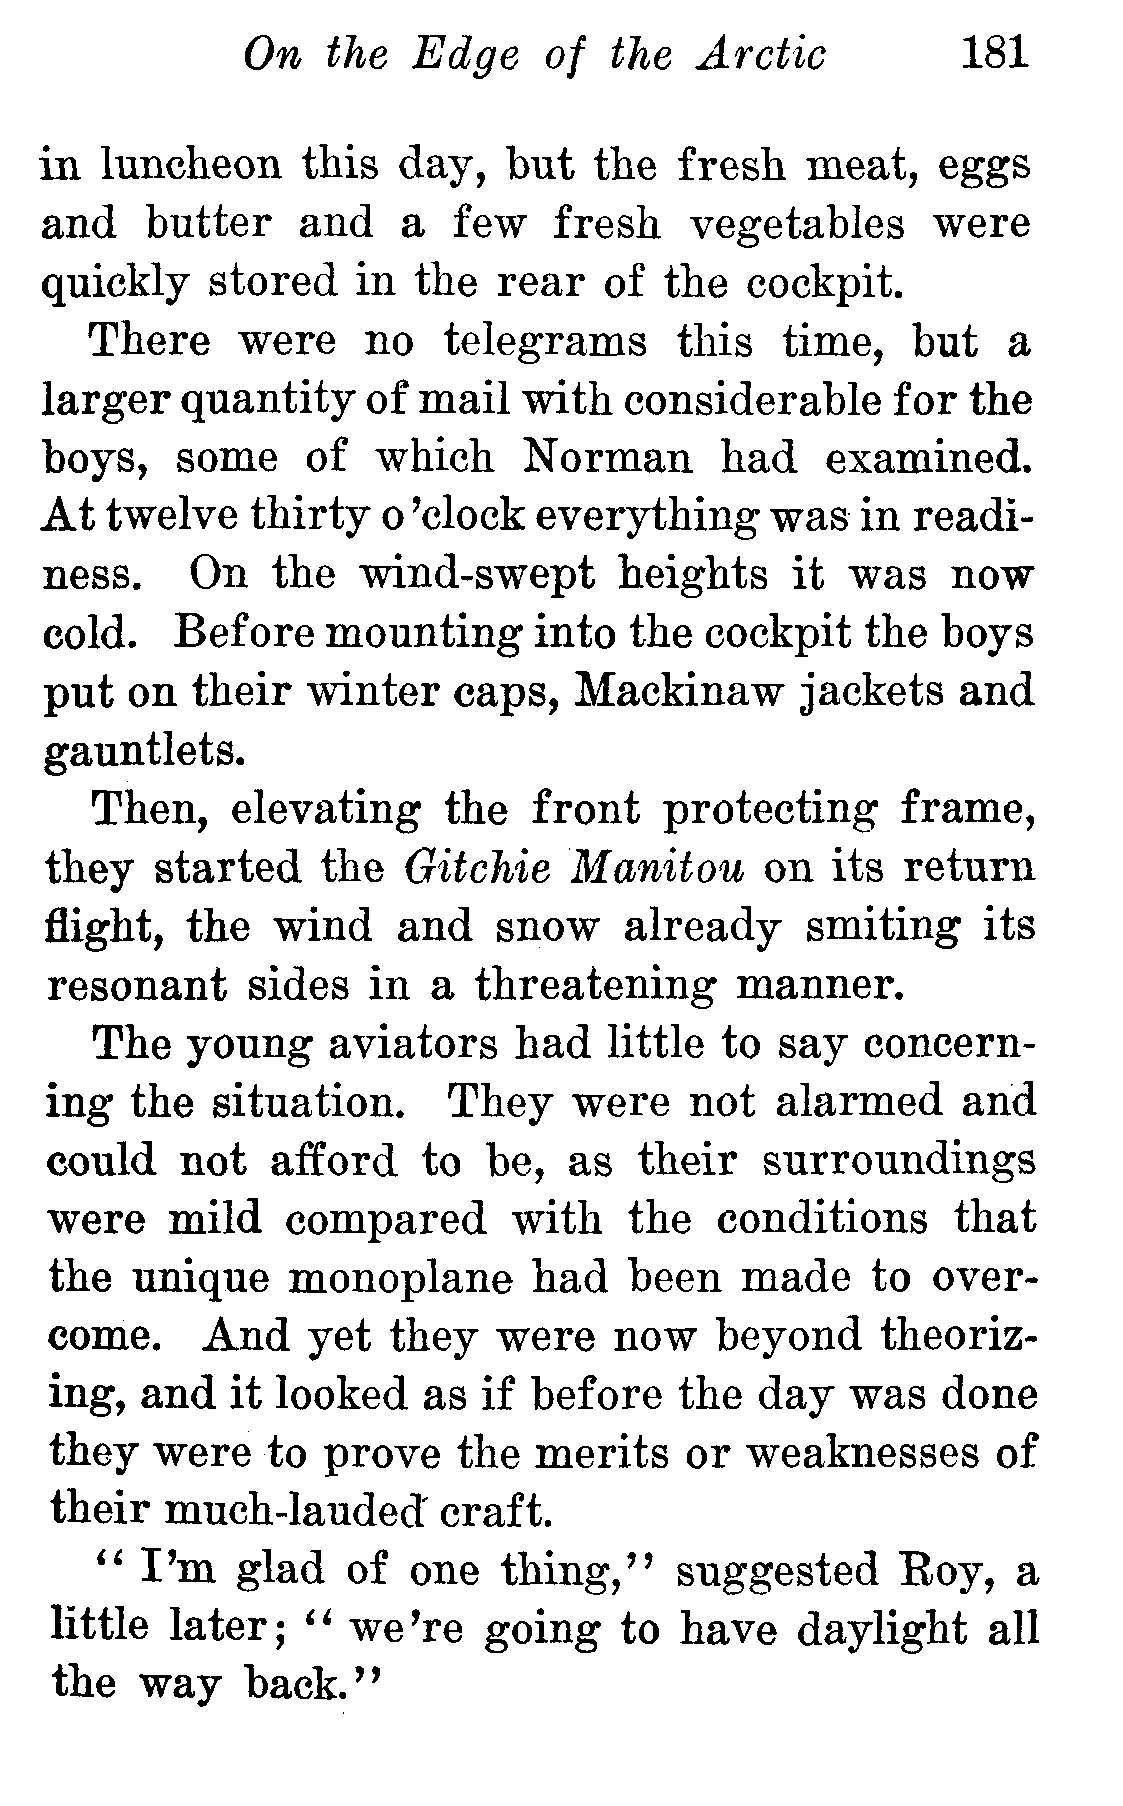 On the Edge of the Arctic 181
in luncheon this day, but the fresh meat, eggs
and butter and a few fresh vegetables were
quickly stored in the rear of the cockpit.
There were no telegrams this time, but a
larger quantity of mail with considerable for the
boys, some of which Norman had examined.
At twelve thirty o'clock everything was in readi-
ness. On the wind-swept heights it was now
cold. Before mounting into the cockpit the boys
put on their winter caps, Mackinaw jackets and
gauntlets.
Then, elevating the front protecting frame,
they started the Gitchie Manitou on its return
flight, the wind and snow already smiting its
resonant sides in a threatening manner.
The young aviators had little to say concern-
ing the situation. They were not alarmed and
could not afford to be, as their surroundings
were mild compared with the conditions that
the unique monoplane had been made to over-
come. And yet they were now beyond theoriz-
ing, and it looked as if before the day was done
they were to prove the merits or weaknesses of
their much-lauded craft.
"I'm glad of one thing," suggested Roy, a
little later; "we're going to have daylight all
the way back."